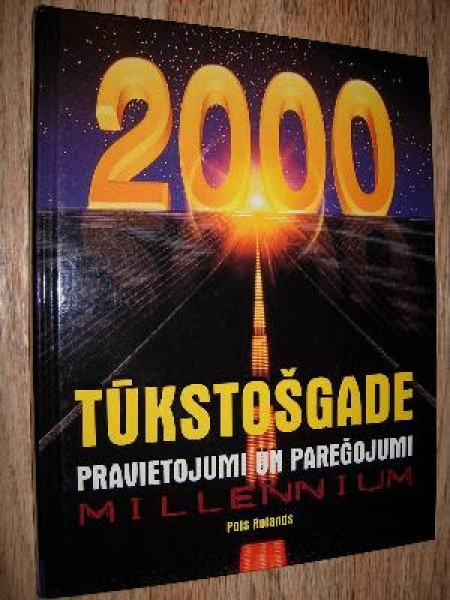 2000
TŪKSTOŠGADE
PRAVIETOJUMI UN PAREĢOJUMI
MILLENNIUM
Pols Rolands